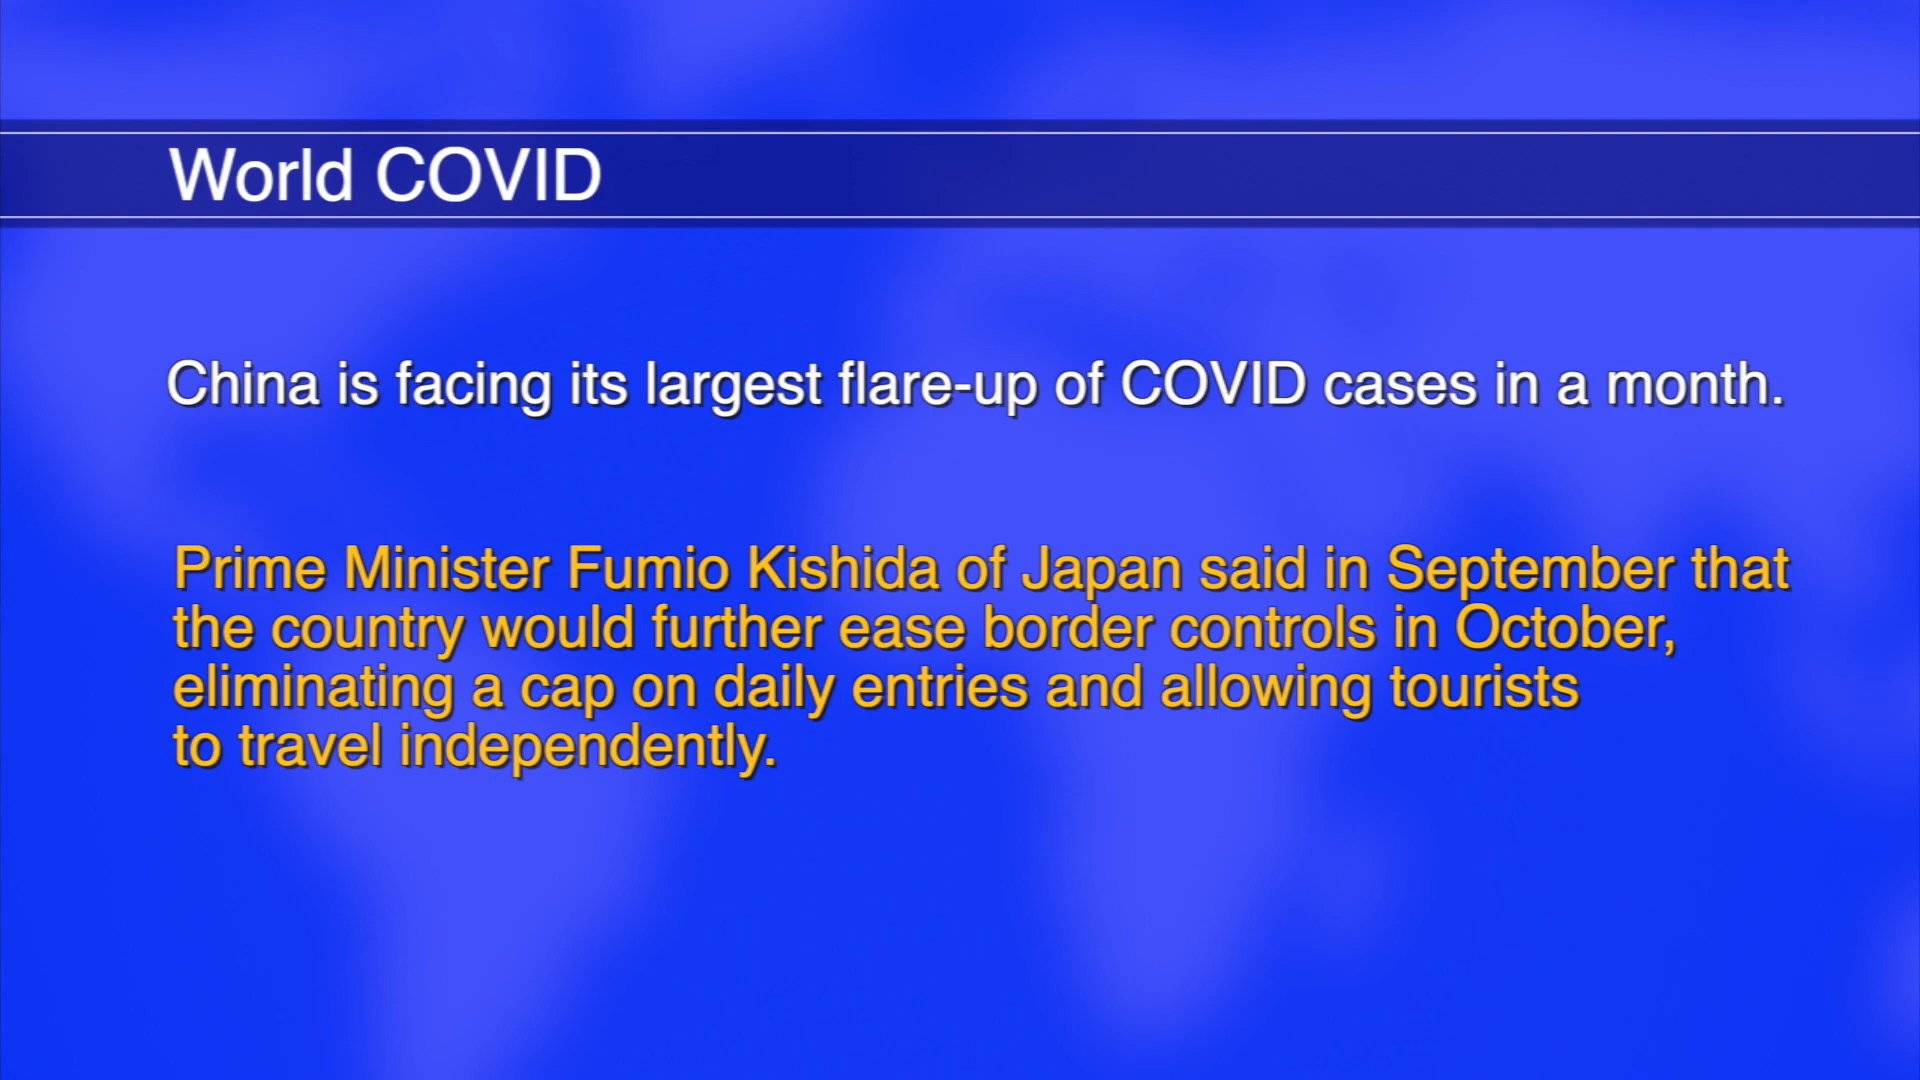 World COVID
China is facing its largest flare-up of COVID cases in a month.
Prime Minister Fumio Kishida of Japan said in September that
the country would further ease border controls in October,
eliminating a cap on daily entries and allowing tourists
to travel independently.